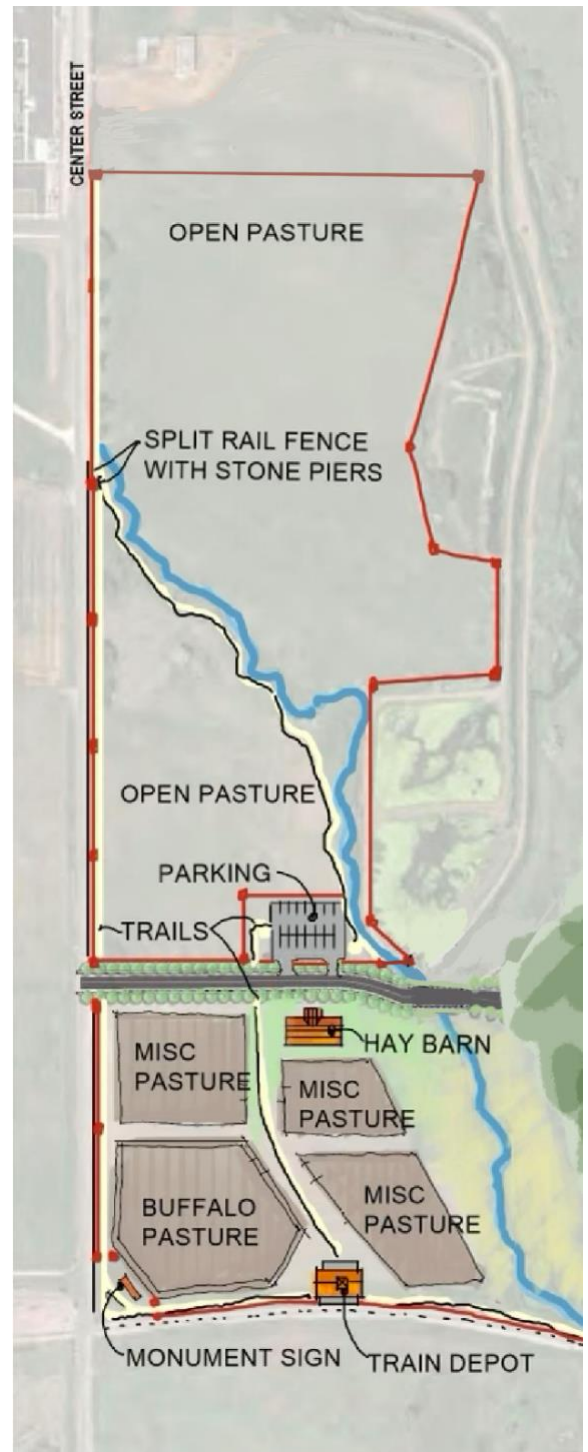 CENTER STREET
OPEN PASTURE
SPLIT RAIL FENCE
WITH STONE PIERS
OPEN PASTURE
PARKING
TRAILS
HAY BARN
MISC
PASTURE
MISC
PASTURE
BUFFALO
PASTURE
MISC
PASTURE
MONUMENT SIGN
TRAIN DEPOT